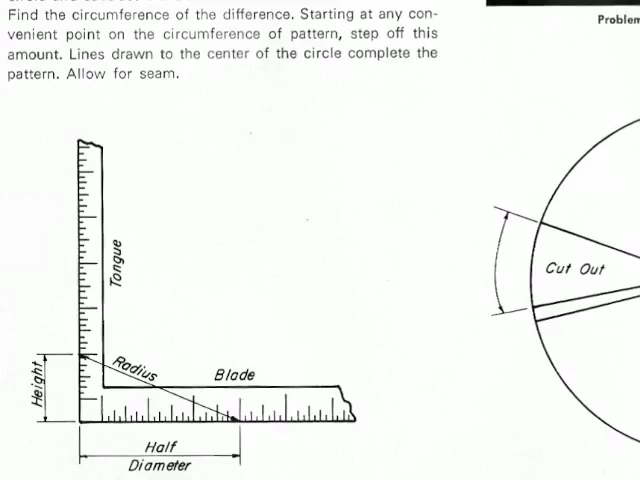 Find the circumference of the difference. Starting at any con-
venient point on the circumference of pattern, step off this
amount. Lines drawn to the center of the circle complete the
pattern. Allow for seam.
Problem
Tongue
Cut Out
Radius
Blade
Height
Half
Diameter